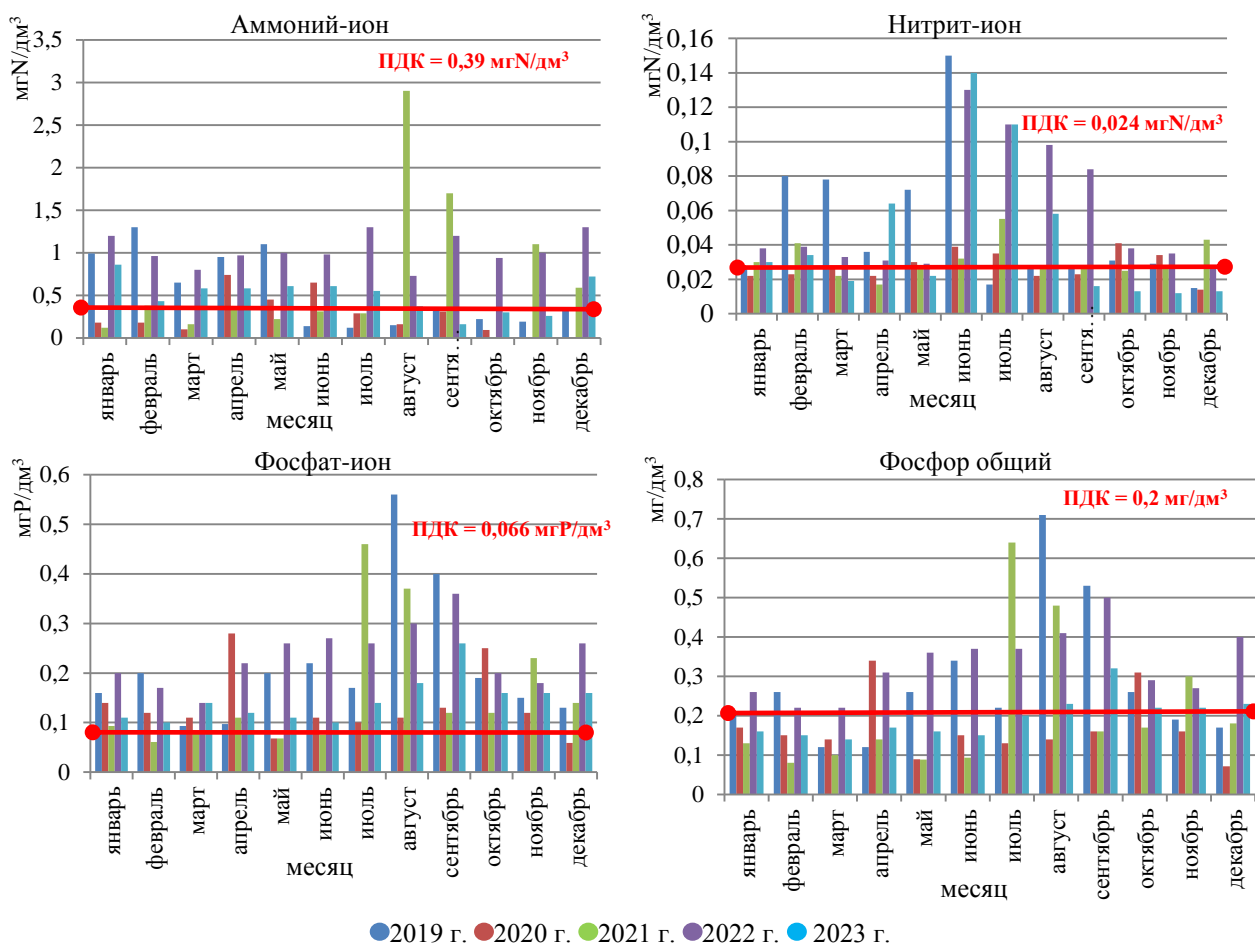 Аммоний-ион
мгN/дм³
ПДК = 0,39 мгN/дм³
3,5
3
2,5
2
1,5
1
0,5
0
январь
февраль
март
апрель
май
июнь
июль
август
сентя…
октябрь
ноябрь
декабрь
месяц
Нитрит-ион
мгN/дм³
ПДК = 0,024 мгN/дм³
0,16
0,14
0,12
0,10
0,08
0,06
0,04
0,02
0
январь
февраль
март
апрель
май
июнь
июль
август
сентя…
октябрь
ноябрь
декабрь
месяц
Фосфат-ион
мгP/дм³
ПДК = 0,066 мгP/дм³
0,6
0,5
0,4
0,3
0,2
0,1
0
январь
февраль
март
апрель
май
июнь
июль
август
сентябрь
октябрь
ноябрь
декабрь
месяц
Фосфор общий
мг/дм³
ПДК = 0,2 мг/дм³
0,8
0,7
0,6
0,5
0,4
0,3
0,2
0,1
0
январь
февраль
март
апрель
май
июнь
июль
август
сентябрь
октябрь
ноябрь
декабрь
месяц
2019 г. 2020 г. 2021 г. 2022 г. 2023 г.